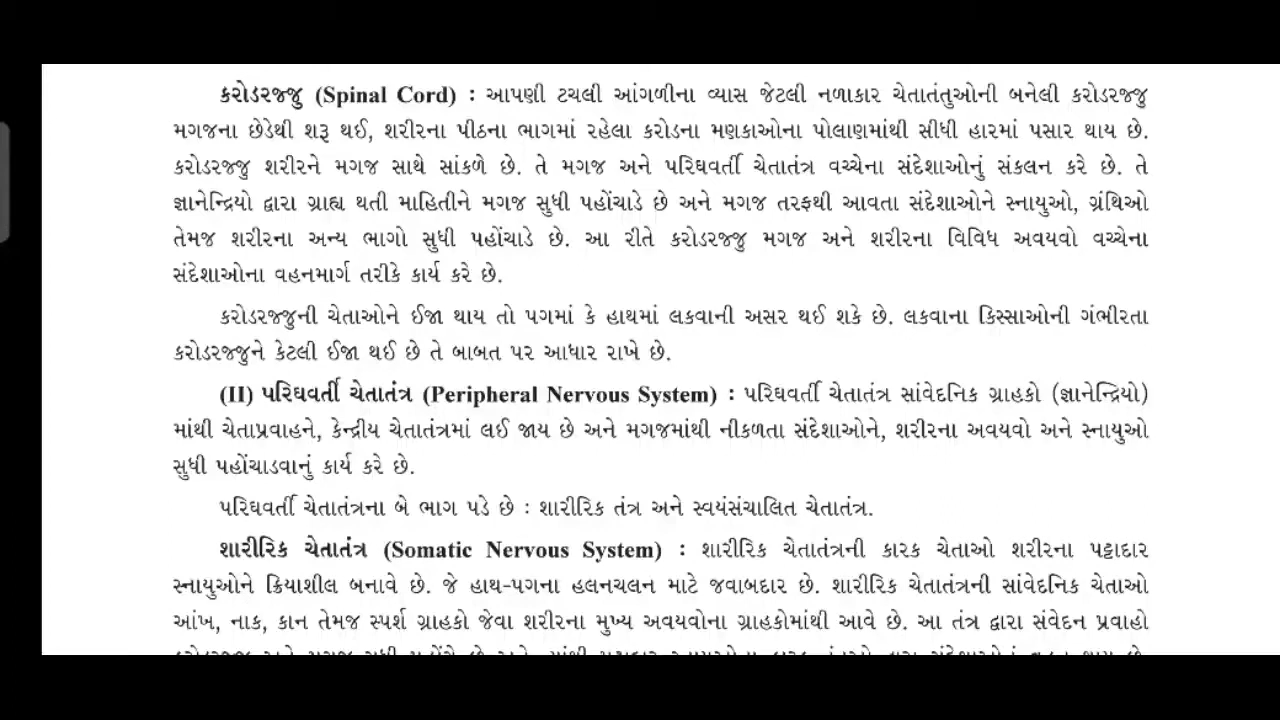 કરોડરજ્જુ (Spinal Cord) : આપણી ટચલી આંગળીના વ્યાસ જેટલી નળાકાર ચેતાતંતુઓની બનેલી કરોડરજ્જુ
મગજના છેડેથી શરૂ થઈ, શરીરના પીઠના ભાગમાં રહેલા કરોડના મણકાઓના પોલાણમાંથી સીધી હારમાં પસાર થાય છે.
કરોડરજ્જુ શરીરને મગજ સાથે સાંકળે છે. તે મગજ અને પરિઘવર્તી ચેતાતંત્ર વચ્ચેના સંદેશાઓનું સંકલન કરે છે. તે
જ્ઞાનેન્દ્રિયો દ્વારા ગ્રાહ્ય થતી માહિતીને મગજ સુધી પહોંચાડે છે અને મગજ તરફથી આવતા સંદેશાઓને સ્નાયુઓ, ગ્રંથિઓ
તેમજ શરીરના અન્ય ભાગો સુધી પહોંચાડે છે. આ રીતે કરોડરજ્જુ મગજ અને શરીરના વિવિધ અવયવો વચ્ચેના
સંદેશાઓના વહનમાર્ગ તરીકે કાર્ય કરે છે.
કરોડરજ્જુની ચેતાઓને ઈજા થાય તો પગમાં કે હાથમાં લકવાની અસર થઈ શકે છે. લકવાના કિસ્સાઓની ગંભીરતા
કરોડરજ્જુને કેટલી ઈજા થઈ છે તે બાબત પર આધાર રાખે છે.
(II) પરિઘવર્તી ચેતાતંત્ર (Peripheral Nervous System) : પરિઘવર્તી ચેતાતંત્ર સાંવેદનિક ગ્રાહકો (જ્ઞાનેન્દ્રિયો)
માંથી ચેતાપ્રવાહને, કેન્દ્રીય ચેતાતંત્રમાં લઈ જાય છે અને મગજમાંથી નીકળતા સંદેશાઓને, શરીરના અવયવો અને સ્નાયુઓ
સુધી પહોંચાડવાનું કાર્ય કરે છે.
પરિઘવર્તી ચેતાતંત્રના બે ભાગ પડે છે : શારીરિક તંત્ર અને સ્વયંસંચાલિત ચેતાતંત્ર.
શારીરિક ચેતાતંત્ર (Somatic Nervous System) : શારીરિક ચેતાતંત્રની કારક ચેતાઓ શરીરના પટ્ટાદાર
સ્નાયુઓને ક્રિયાશીલ બનાવે છે. જે હાથ-પગના હલનચલન માટે જવાબદાર છે. શારીરિક ચેતાતંત્રની સાંવેદનિક ચેતાઓ
આંખ, નાક, કાન તેમજ સ્પર્શ ગ્રાહકો જેવા શરીરના મુખ્ય અવયવોના ગ્રાહકોમાંથી આવે છે. આ તંત્ર દ્વારા સંવેદન પ્રવાહો